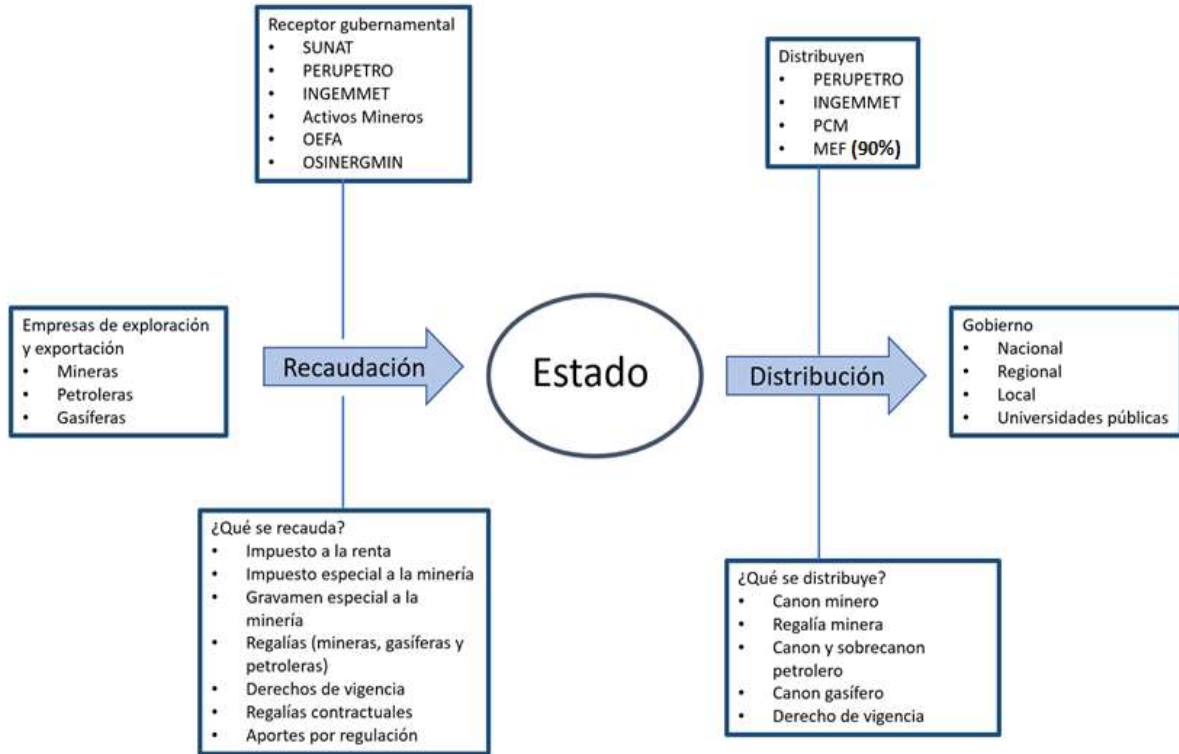 Receptor gubernamental
• SUNAT
• PERUPETRO
• INGEMMET
• Activos Mineros
• OEFA
• OSINERGMIN
Distribuyen
• PERUPETRO
• INGEMMET
• PCM
• MEF (90%)
Empresas de exploración
y exportación
• Mineras
• Petroleras
• Gasíferas
Recaudación
Estado
Distribución
Gobierno
• Nacional
• Regional
• Local
• Universidades públicas
¿Qué se recauda?
• Impuesto a la renta
• Impuesto especial a la minería
• Gravamen especial a la
minería
• Regalías (mineras, gasíferas y
petroleras)
• Derechos de vigencia
• Regalías contractuales
• Aportes por regulación
¿Qué se distribuye?
• Canon minero
• Regalía minera
• Canon y sobrecanon
petrolero
• Canon gasífero
• Derecho de vigencia